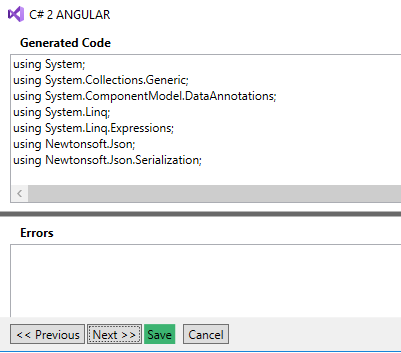 C# 2 ANGULAR
Generated Code
using System;
using System.Collections.Generic;
using System.ComponentModel.DataAnnotations;
using System.Linq;
using System.Linq.Expressions;
using Newtonsoft.Json;
using Newtonsoft.Json.Serialization;
Errors
<< Previous Next >> Save Cancel